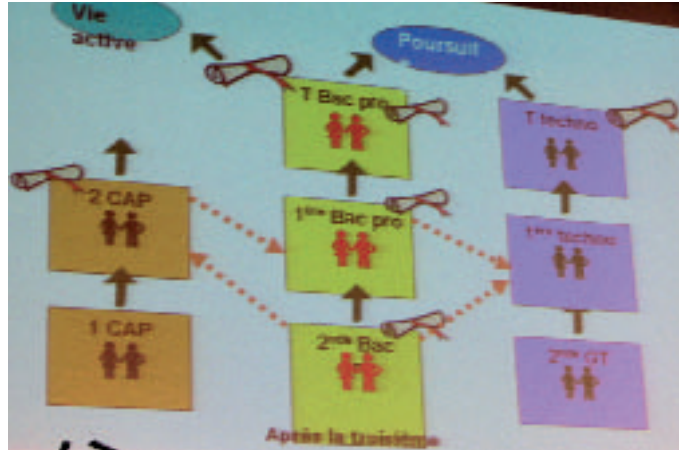 Vie
active
Poursuit
T Bac pro
T techno
2 CAP
1ère Bac pro
1ère techno
1 CAP
2nde Bac
2nde GT
Après la troisième